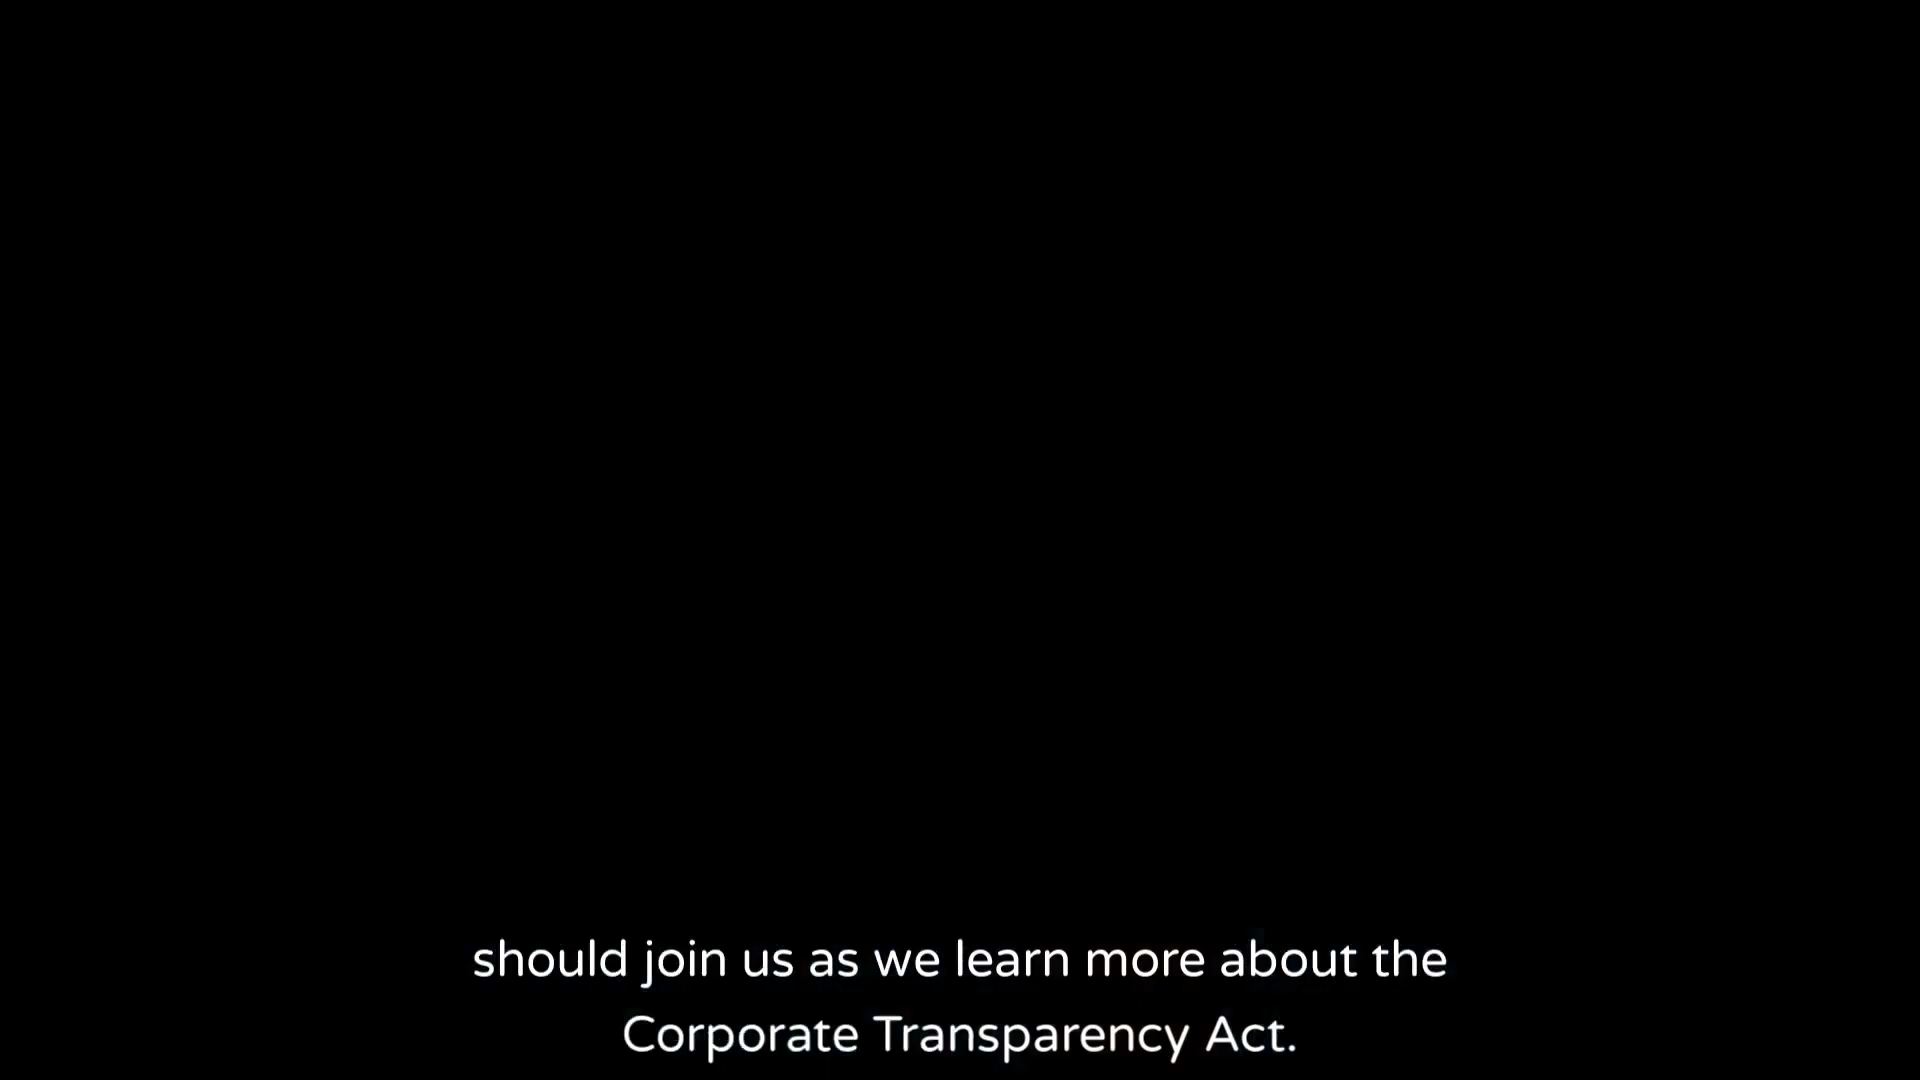 should join us as we learn more about the
Corporate Transparency Act.